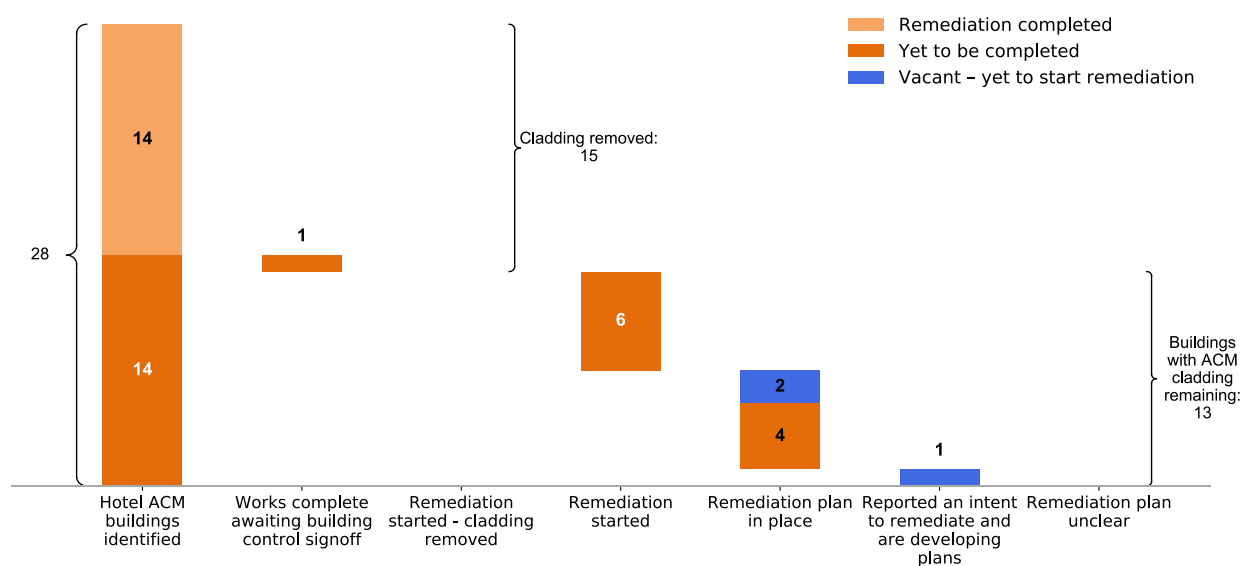 Remediation completed
Yet to be completed
Vacant – yet to start remediation
14
Cladding removed:
15
1
28
6
14
2
4
Buildings
with ACM
cladding
remaining:
13
1
Hotel ACM
buildings
identified
Works complete
awaiting building
control signoff
Remediation
started - cladding
removed
Remediation
started
Remediation plan
in place
Reported an intent
to remediate and
are developing
plans
Remediation plan
unclear